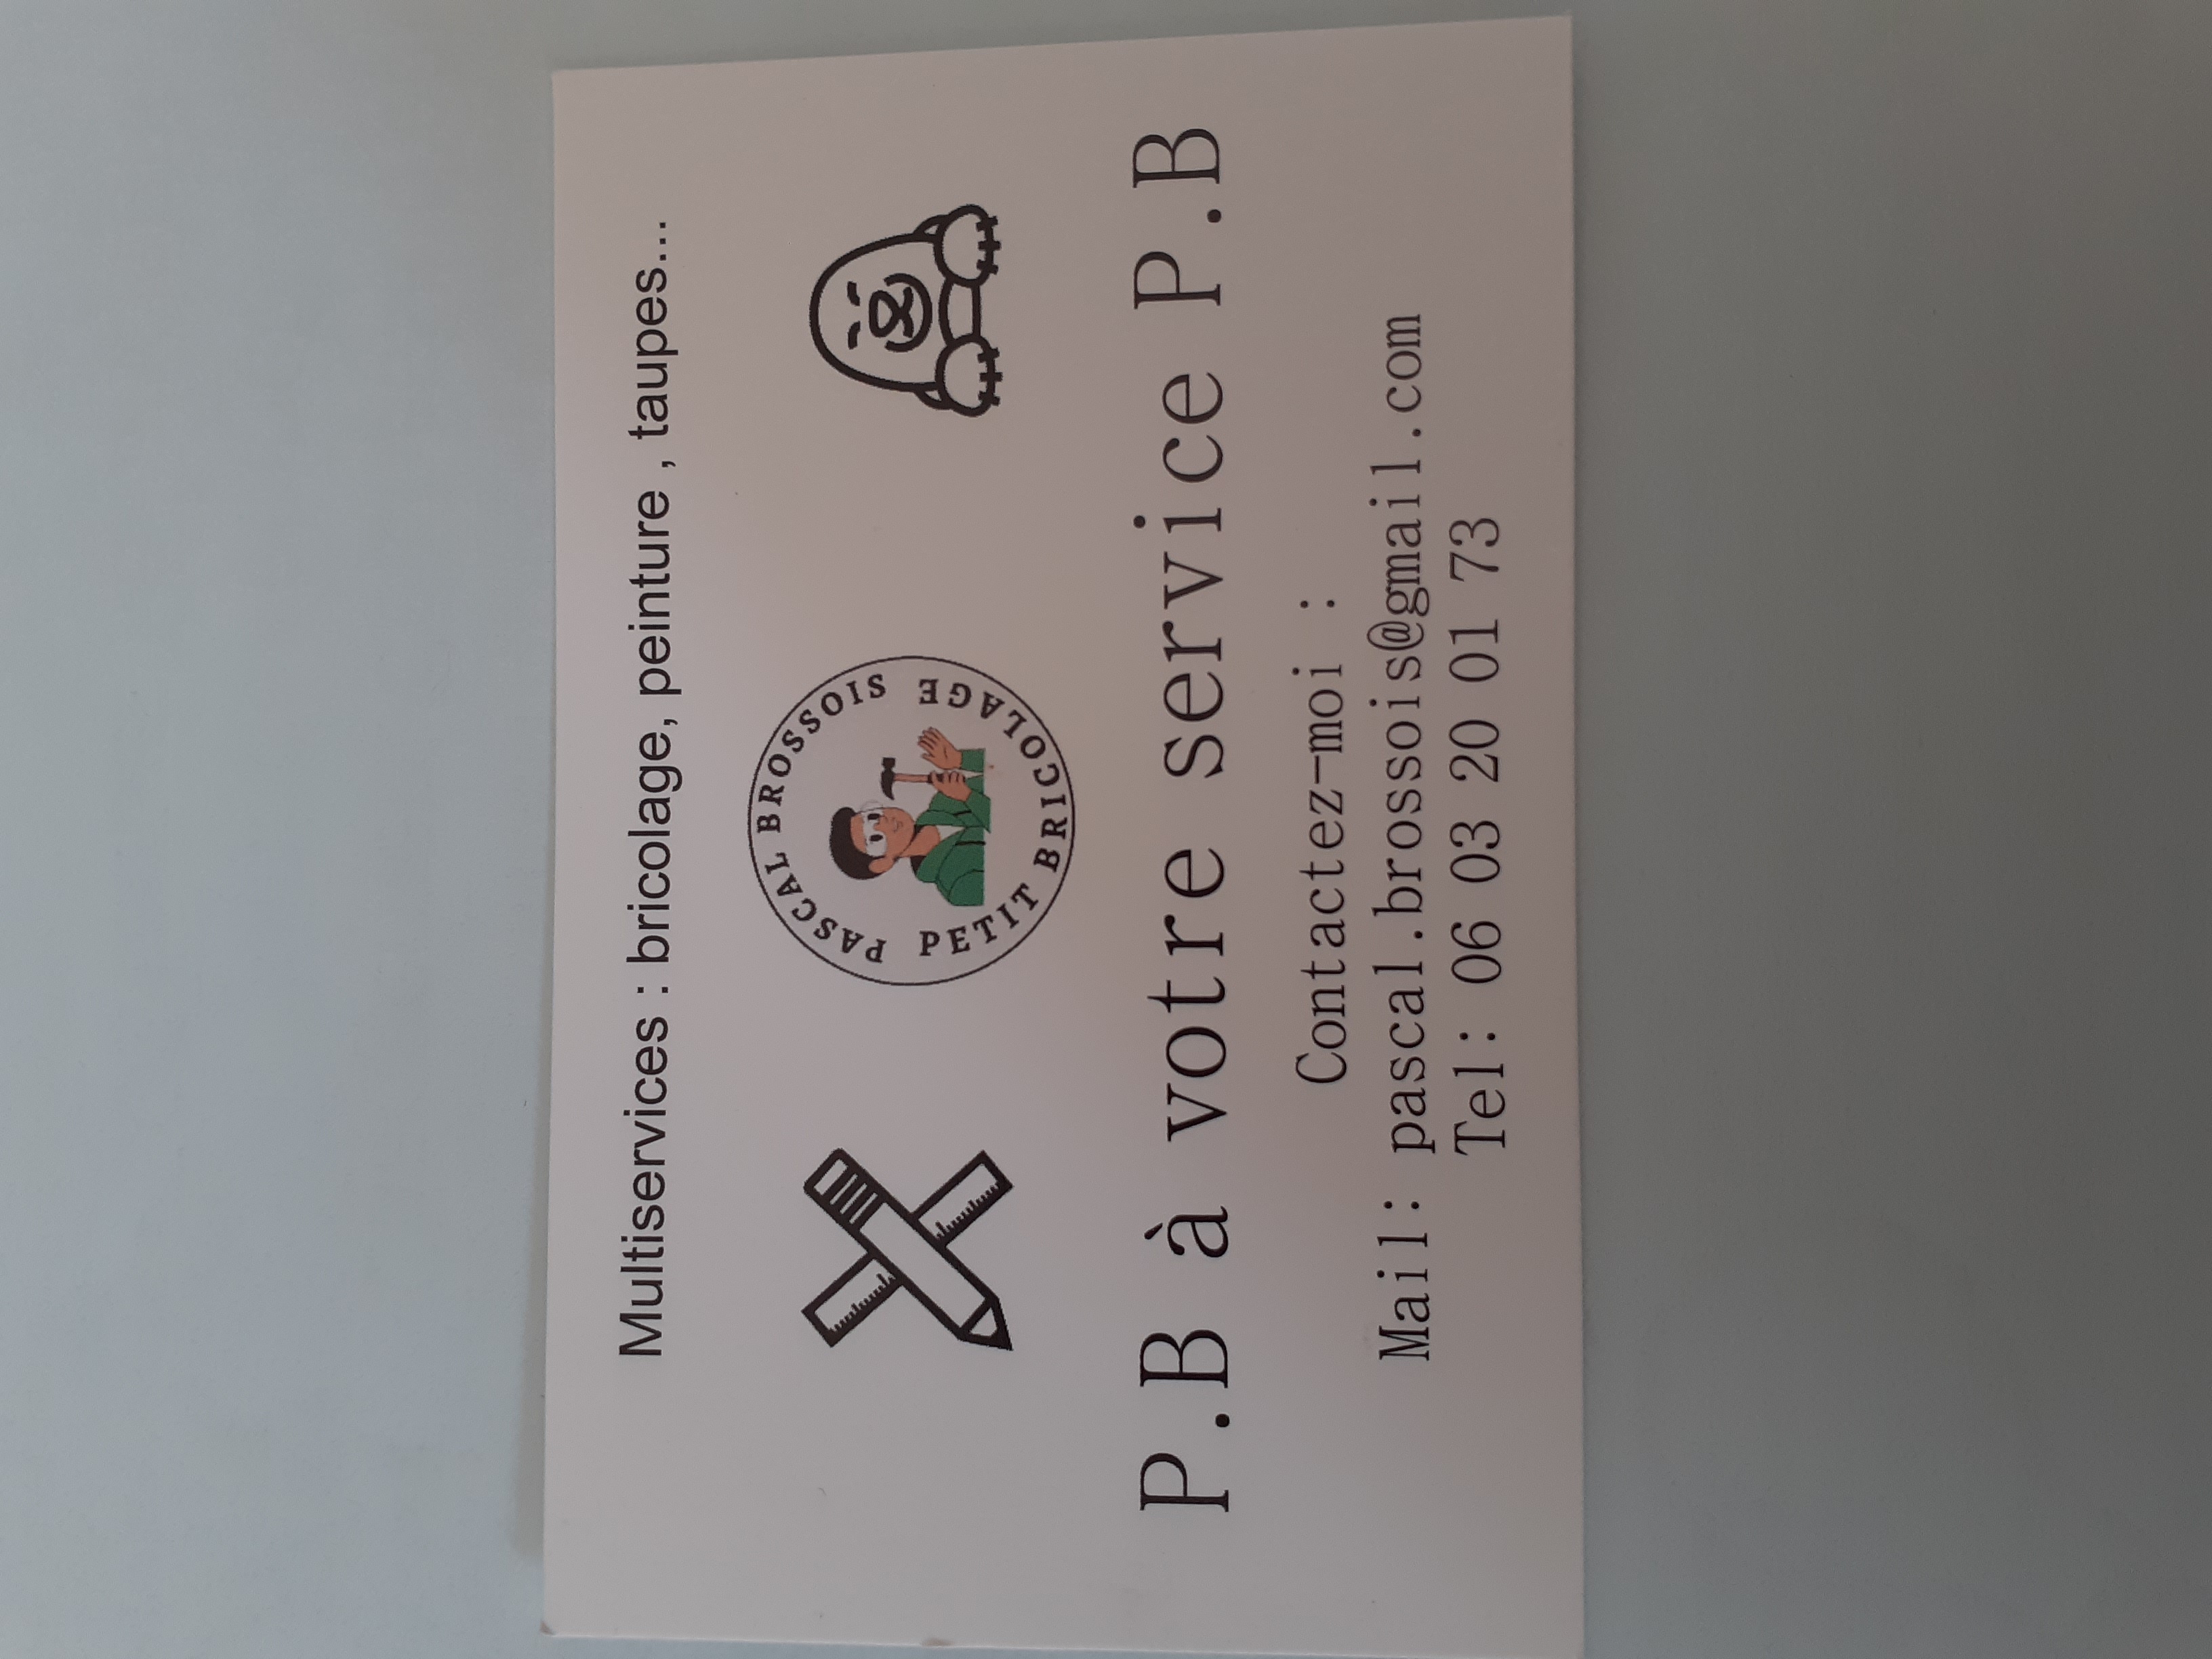 Multiservices : bricolage, peinture , taupes...
PASCAL BROSSOIS
PETIT BRICOLAGE
P.B à votre service P.B
Contactez-moi :
Mail: pascal.brossois@gmail.com
Tel: 06 03 20 01 73